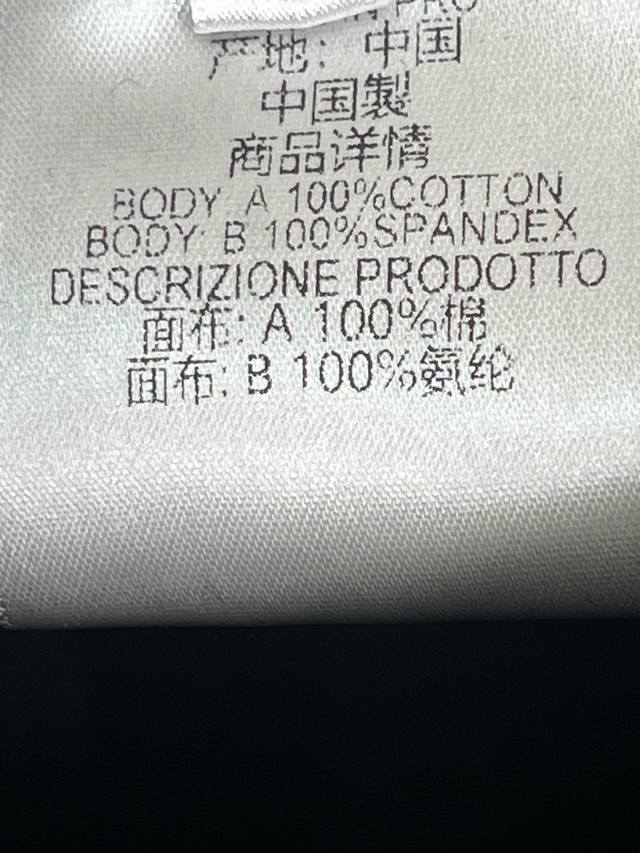 产地: 中国
中国製
商品详情
BODY: A 100%COTTON
BODY: B 100%SPANDEX
DESCRIZIONE PRODOTTO
面布: A 100%棉
面布: B 100%氨纶